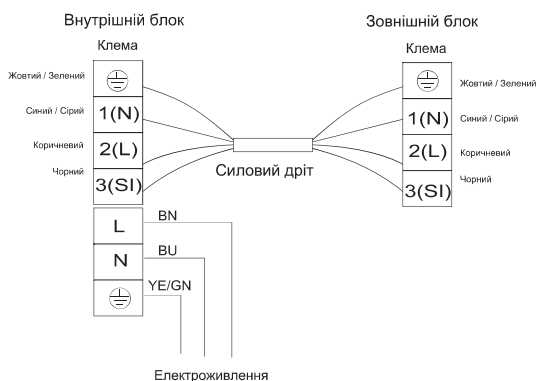 Внутрішній блок
Зовнішній блок
Клема
Клема
Жовтий / Зелений
Жовтий / Зелений
Синий / Сірий
1(N)
1(N)
Синий / Сірий
Коричневий
2(L)
2(L)
Коричневий
Чорний
3(SI)
3(SI)
Чорний
Силовий дріт
L
BN
N
BU
YE/GN
Електроживлення